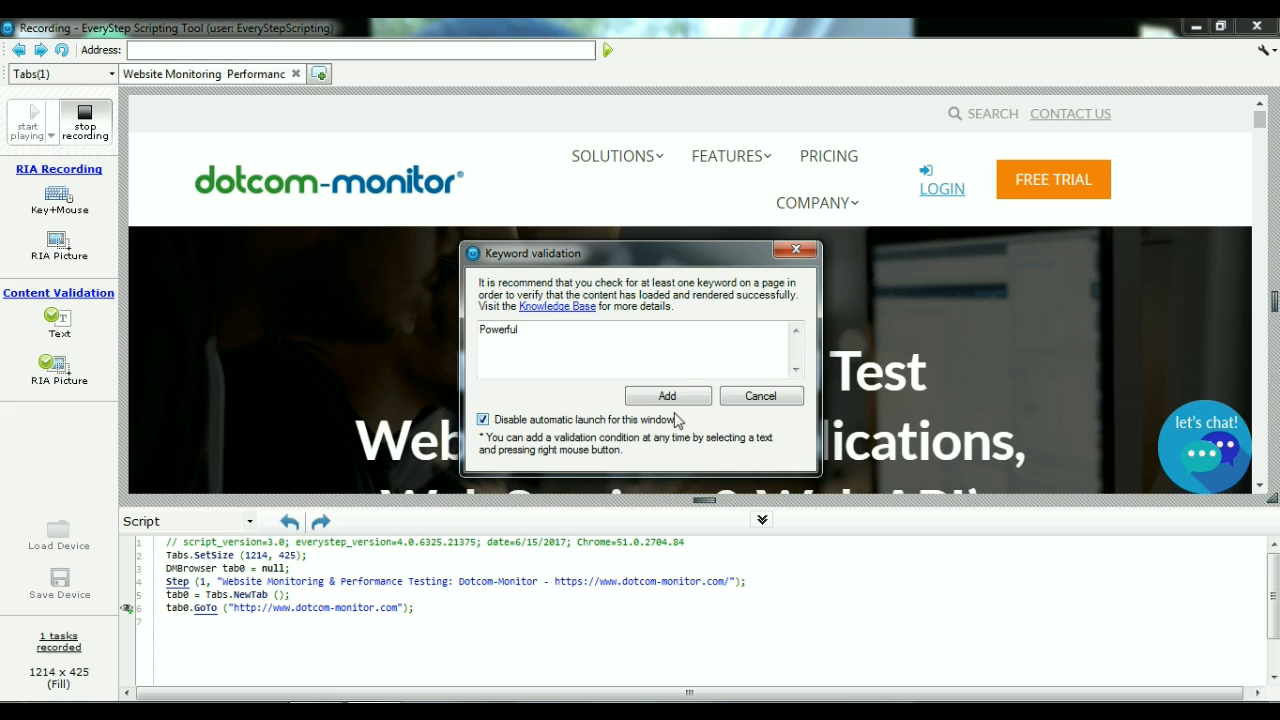 Recording - EveryStep Scripting Tool (user: EveryStepScripting)
Address:
Tabs(1)
Website Monitoring Performanc
start playing
stop recording
RIA Recording
Key+Mouse
RIA Picture
Content Validation
Text
RIA Picture
Load Device
Save Device
1 tasks
recorded
1214 x 425
(Fill)
SEARCH CONTACT US
SOLUTIONS FEATURES PRICING
dotcom-monitor®
LOGIN
FREE TRIAL
COMPANY
Keyword validation
It is recommend that you check for at least one keyword on a page in
order to verify that the content has loaded and rendered successfully.
Visit the Knowledge Base for more details.
Powerful
Add
Cancel
Disable automatic launch for this window
* You can add a validation condition at any time by selecting a text
and pressing right mouse button.
Test
Web
lications,
let's chat!
Script
1 // script_version=3.0; everystep_version=4.0.6325.21375; date=6/15/2017; Chrome=51.0.2704.84
2 Tabs.SetSize (1214, 425);
3 DMBrowser tab0 = null;
4 Step (1, "Website Monitoring & Performance Testing: Dotcom-Monitor - https://www.dotcom-monitor.com/");
5 tab0 = Tabs.NewTab ();
6 tab0.GoTo ("http://www.dotcom-monitor.com");
7